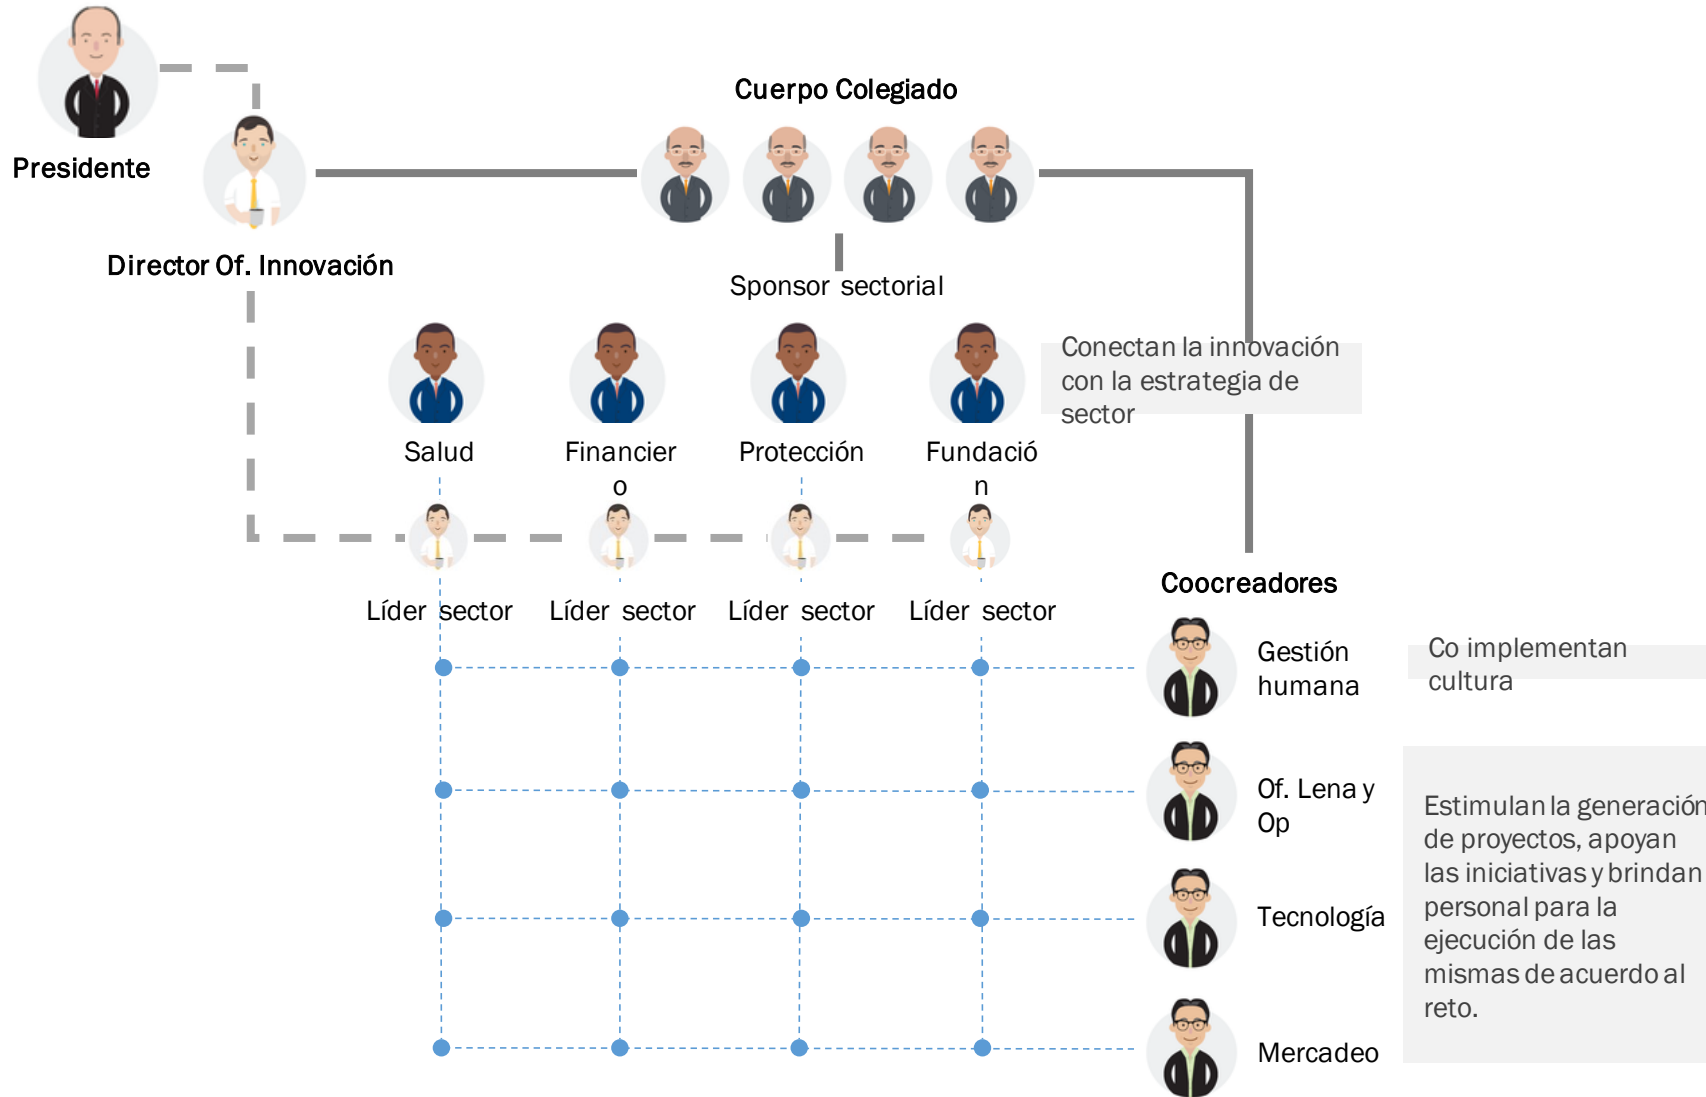 Cuerpo Colegiado
Presidente
Director Of. Innovación
Sponsor sectorial
Conectan la innovación
con la estrategia de
sector
Salud
Financier
o
Protección
Fundació
n
Líder sector
Líder sector
Líder sector
Líder sector
Coocreadores
Gestión
humana
Co implementan
cultura
Of. Lena y
Op
Estimulan la generación
de proyectos, apoyan
las iniciativas y brindan
personal para la
ejecución de las
mismas de acuerdo al
reto.
Tecnología
Mercadeo